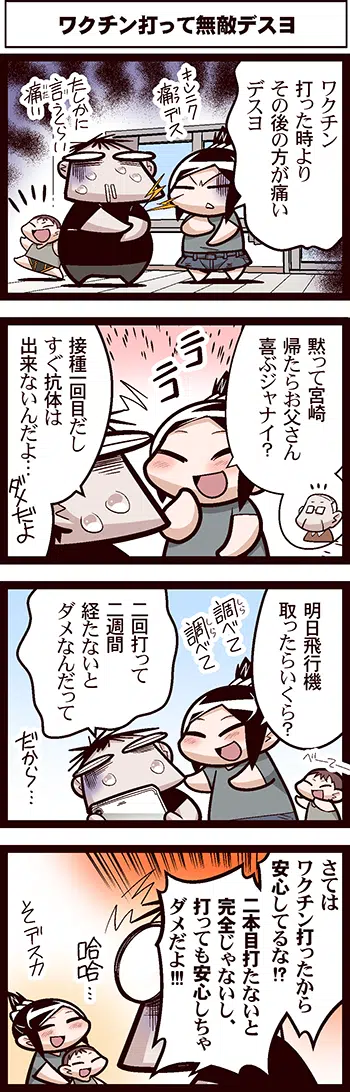 ワクチン打って無敵デスヨ
ワクチン
打った時より
その後の方が痛い
デスヨ
キンニク
痛デス
たしかに
痛い
黙って宮崎
帰たらお父さん
喜ぶジャナイ?
接種一回目だし
すぐ抗体は
出来ないんだよ…
ダメだよ
明日飛行機
取ったらいくら?
調べて
調べて
べて〜
二回打って
二週間
経たないと
ダメなんだって
だから…
さては
ワクチン打ったから
安心してるな!?
二本目打たないと
完全じゃないし、
打っても安心しちゃ
ダメだよ!!!
哈哈…
そデスカ